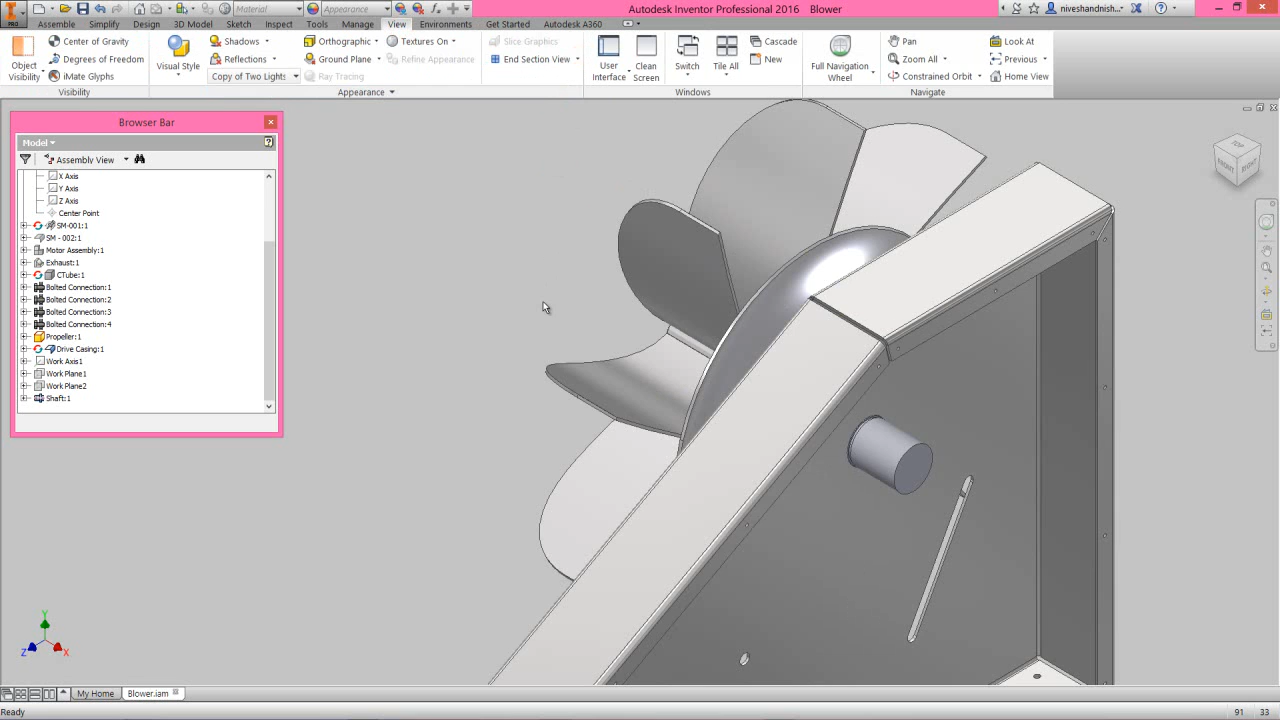 Material
Appearance
Autodesk Inventor Professional 2016 Blower
niveshandrish...
PRO
Assemble Simplify Design 3D Model Sketch Inspect Tools Manage View Environments Get Started Autodesk A360
Object Visibility
Center of Gravity
Degrees of Freedom
iMate Glyphs
Visual Style
Shadows
Reflections
Copy of Two Lights
Orthographic
Ground Plane
Ray Tracing
Textures On
Refine Appearance
Slice Graphics
End Section View
User Interface
Clean Screen
Switch
Tile All
Cascade
New
Full Navigation Wheel
Pan
Zoom All
Constrained Orbit
Look At
Previous
Home View
Visibility
Appearance
Windows
Navigate
Browser Bar
Model
Assembly View
X Axis
Y Axis
Z Axis
Center Point
SM-001:1
SM - 002:1
Motor Assembly:1
Exhaust:1
CTube:1
Bolted Connection:1
Bolted Connection:2
Bolted Connection:3
Bolted Connection:4
Propeller:1
Drive Casing:1
Work Axis1
Work Plane1
Work Plane2
Shaft:1
TOP
FRONT
RIGHT
Y
Z
X
My Home
Blower.iam
Ready
91 33